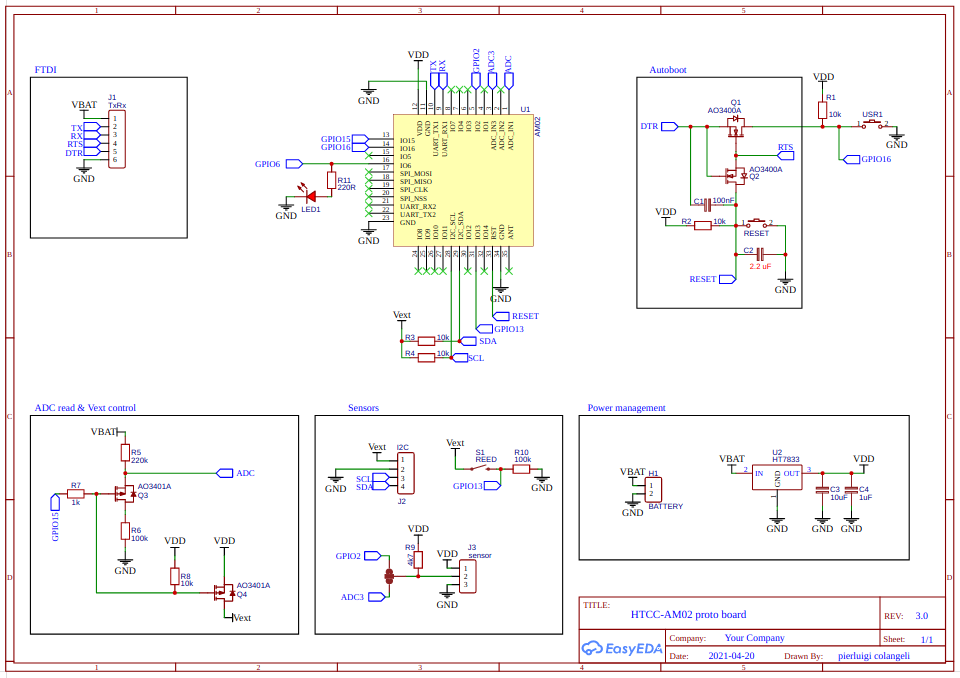 1 2 3 4 5
A
B
C
D
A
B
C
D
FTDI
J1
TxRx
VBAT
1
2
3
4
5
6
TX
RX
RTS
DTR
GND
VDD
TX
RX
GPIO2
ADC3
ADC
GND
U1
AM02
12
11
10
9
8
7
6
5
4
3
2
1
VDD
GND
UART_TX1
UART_RX1
IO7
IO4
IO3
IO2
IO1
ADC_IN3
ADC_IN2
ADC_IN1
GPIO15
GPIO16
GPIO6
13
14
15
16
17
18
19
20
21
22
23
IO15
IO16
IO5
IO6
SPI_MOSI
SPI_MISO
SPI_CLK
SPI_NSS
UART_RX2
UART_TX2
GND
R11
220R
LED1
GND
GND
IO8
IO9
IO10
IO11
I2C_SCL
I2C_SDA
IO12
IO13
IO14
RST
GND
ANT
24
25
26
27
28
29
30
31
32
33
34
35
GND
RESET
GPIO13
Vext
R3 10k SDA
R4 10k SCL
Autoboot
VDD
Q1
AO3400A
R1
10k
USR1
1 2
DTR
GND
GPIO16
RTS
AO3400A
Q2
C1 100nF
VDD
R2 10k
1 2
RESET
C2
2.2 uF
RESET
GND
ADC read & Vext control
VBAT
R5
220k
ADC
R7
1k
AO3401A
Q3
GPIO15
R6
100k
GND
VDD
VDD
R8
10k
AO3401A
Q4
Vext
Sensors
Vext
I2C
1
2
3
4
GND
SCL
SDA
J2
Vext
S1
REED
R10
100k
GPIO13
GND
VDD
GPIO2
R9
4k7
VDD
J3
sensor
1
2
3
ADC3
GND
Power management
VBAT
H1
1
2
BATTERY
GND
VBAT
U2
HT7833
2 IN OUT 3
GND
1
VDD
C3
10uF
C4
1uF
GND
GND
GND
TITLE:
HTCC-AM02 proto board
REV: 3.0
EasyEDA
Company: Your Company
Sheet: 1/1
Date: 2021-04-20 Drawn By: pierluigi colangeli
1 2 3 4 5